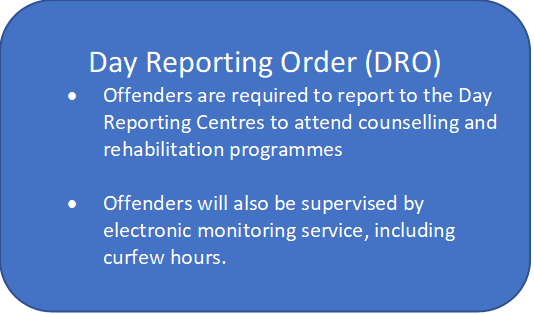 Day Reporting Order (DRO)
• Offenders are required to report to the Day
Reporting Centres to attend counselling and
rehabilitation programmes
• Offenders will also be supervised by
electronic monitoring service, including
curfew hours.